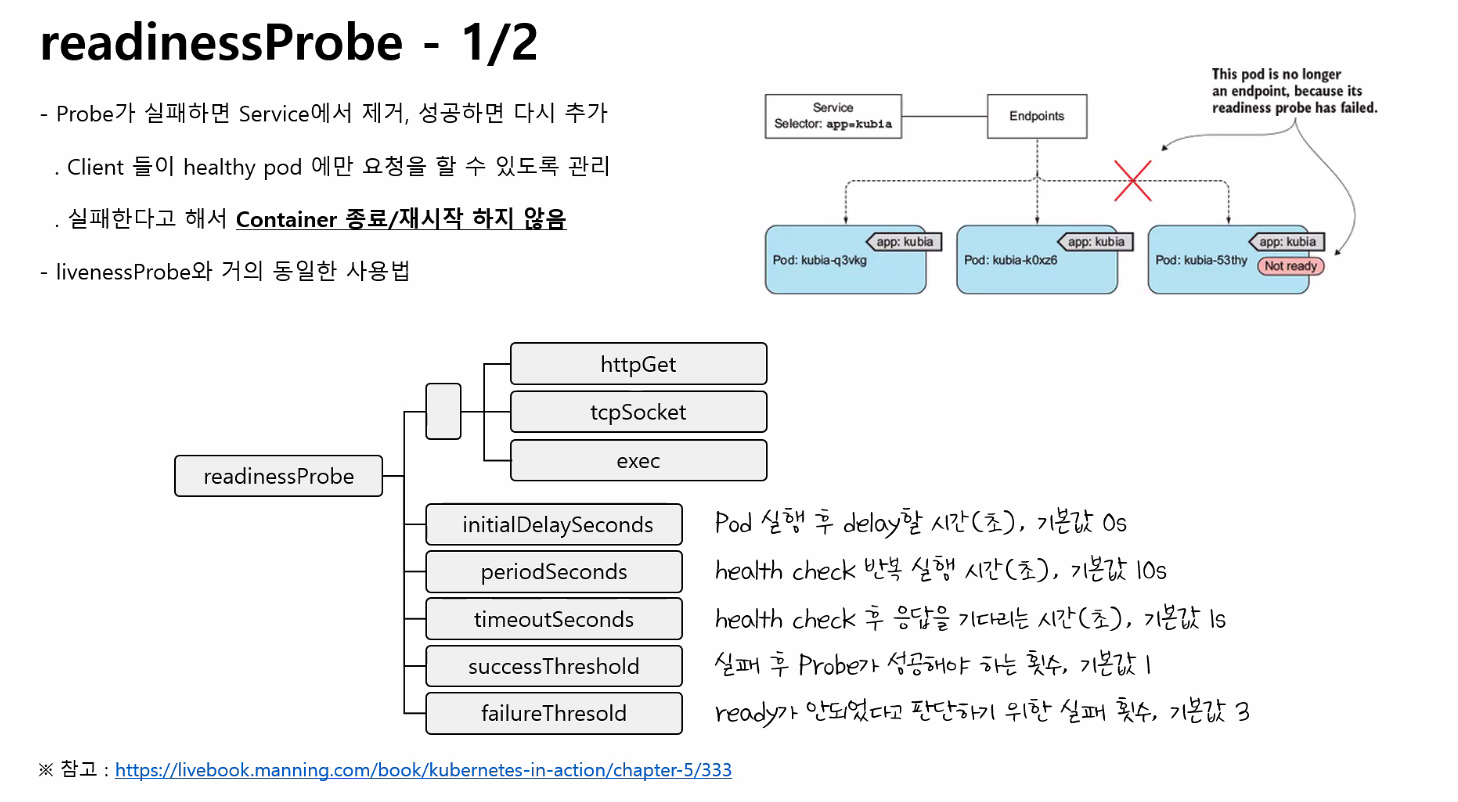 readinessProbe - 1/2
- Probe가 실패하면 Service에서 제거, 성공하면 다시 추가
. Client 들이 healthy pod 에만 요청을 할 수 있도록 관리
. 실패한다고 해서 Container 종료/재시작 하지 않음
- livenessProbe와 거의 동일한 사용법
This pod is no longer
an endpoint, because its
readiness probe has failed.
Service
Selector: app=kubia
Endpoints
app: kubia
Pod: kubia-q3vkg
app: kubia
Pod: kubia-k0xz6
app: kubia
Pod: kubia-53thy
Not ready
readinessProbe
httpGet
tcpSocket
exec
initialDelaySeconds
Pod 실행 후 delay할 시간(초), 기본값 0s
periodSeconds
health check 반복 실행 시간(초), 기본값 10s
timeoutSeconds
health check 후 응답을 기다리는 시간(초), 기본값 1s
successThreshold
실패 후 Probe가 성공해야 하는 횟수, 기본값 1
failureThresold
ready가 안되었다고 판단하기 위한 실패 횟수, 기본값 3
※ 참고 : https://livebook.manning.com/book/kubernetes-in-action/chapter-5/333